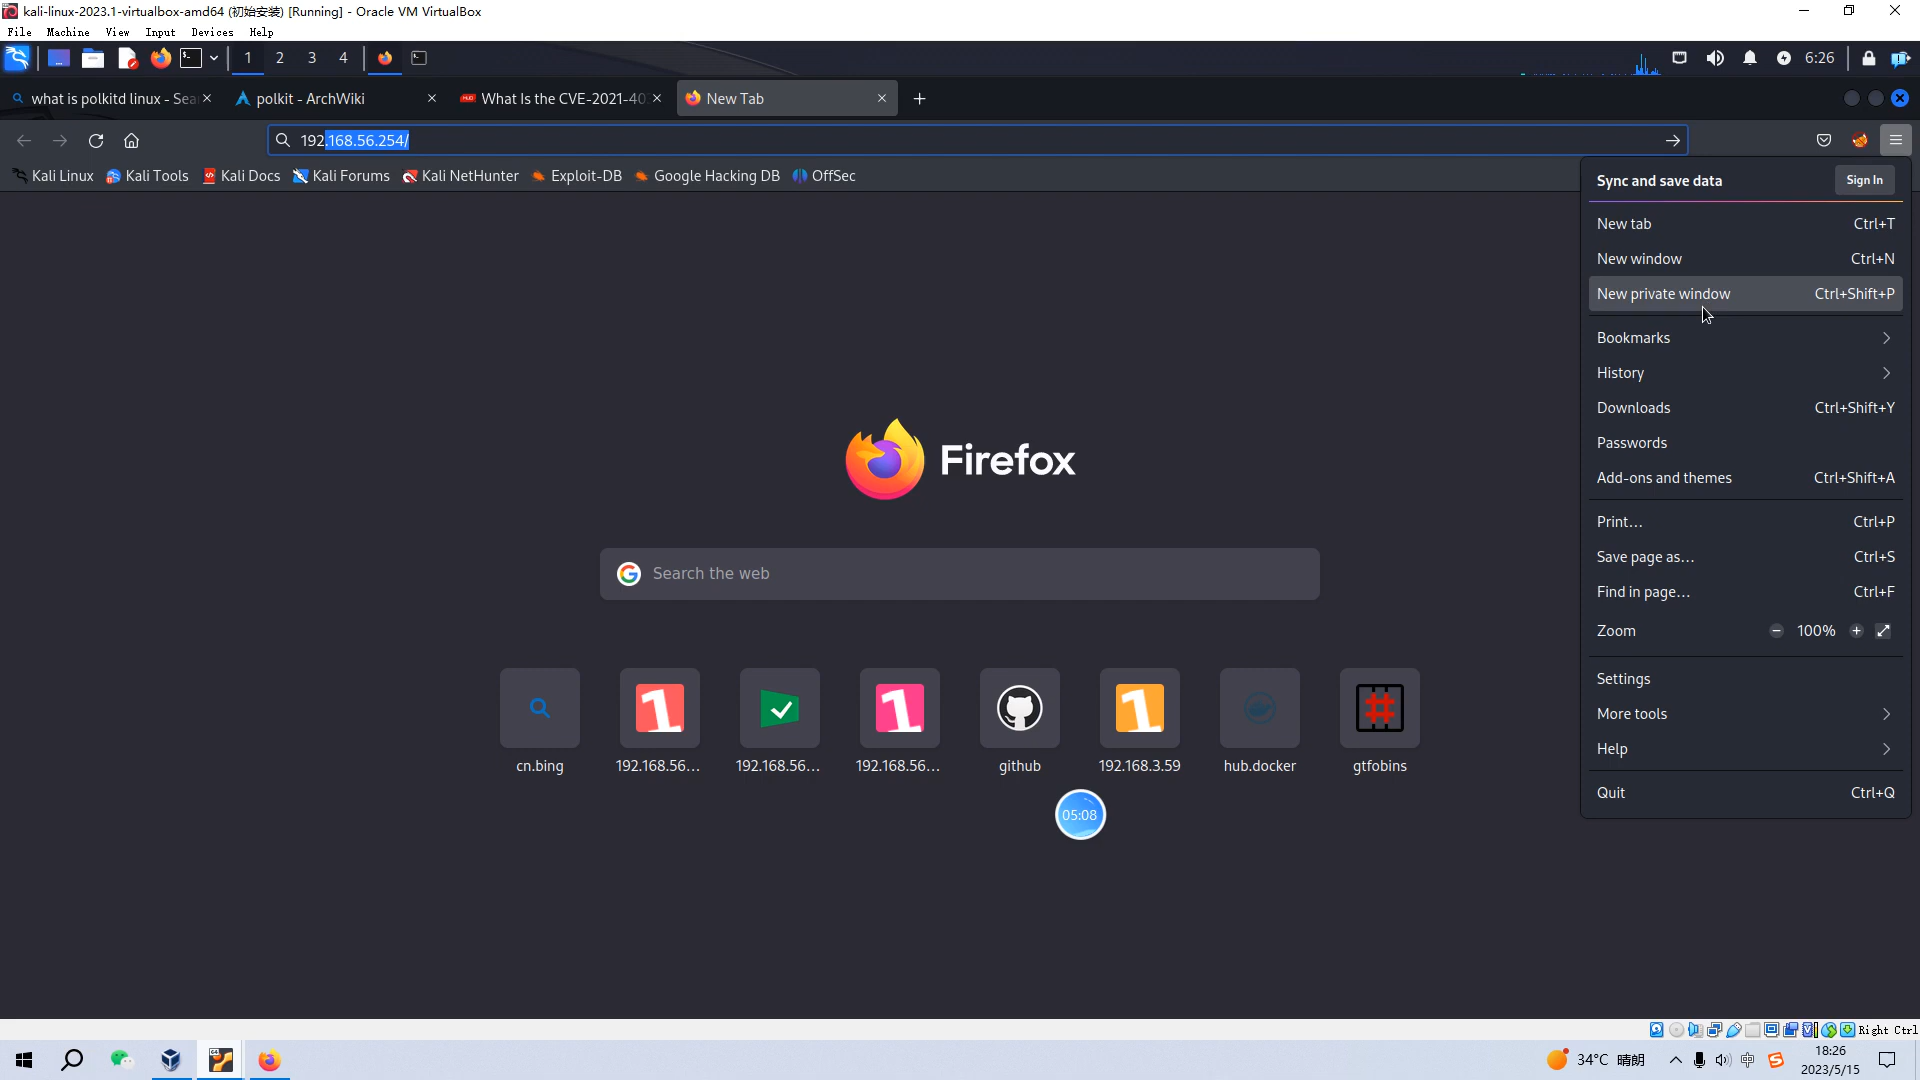 kali-linux-2023.1-virtualbox-amd64 (初始安装) [Running] - Oracle VM VirtualBox
File Machine View Input Devices Help
1 2 3 4 6:26
what is polkitd linux - Sea polkit - ArchWiki What Is the CVE-2021-403 New Tab
192.168.56.254/
Kali Linux Kali Tools Kali Docs Kali Forums Kali NetHunter Exploit-DB Google Hacking DB OffSec
Sync and save data Sign In
New tab Ctrl+T
New window Ctrl+N
New private window Ctrl+Shift+P
Bookmarks
History
Downloads Ctrl+Shift+Y
Passwords
Add-ons and themes Ctrl+Shift+A
Print... Ctrl+P
Save page as... Ctrl+S
Find in page... Ctrl+F
Zoom 100%
Settings
More tools
Help
Quit Ctrl+Q
Firefox
Search the web
cn.bing 192.168.56... 192.168.56... 192.168.56... github 192.168.3.59 hub.docker gtfobins
05:08
Right Ctrl
34°C 晴朗 中 18:26
2023/5/15